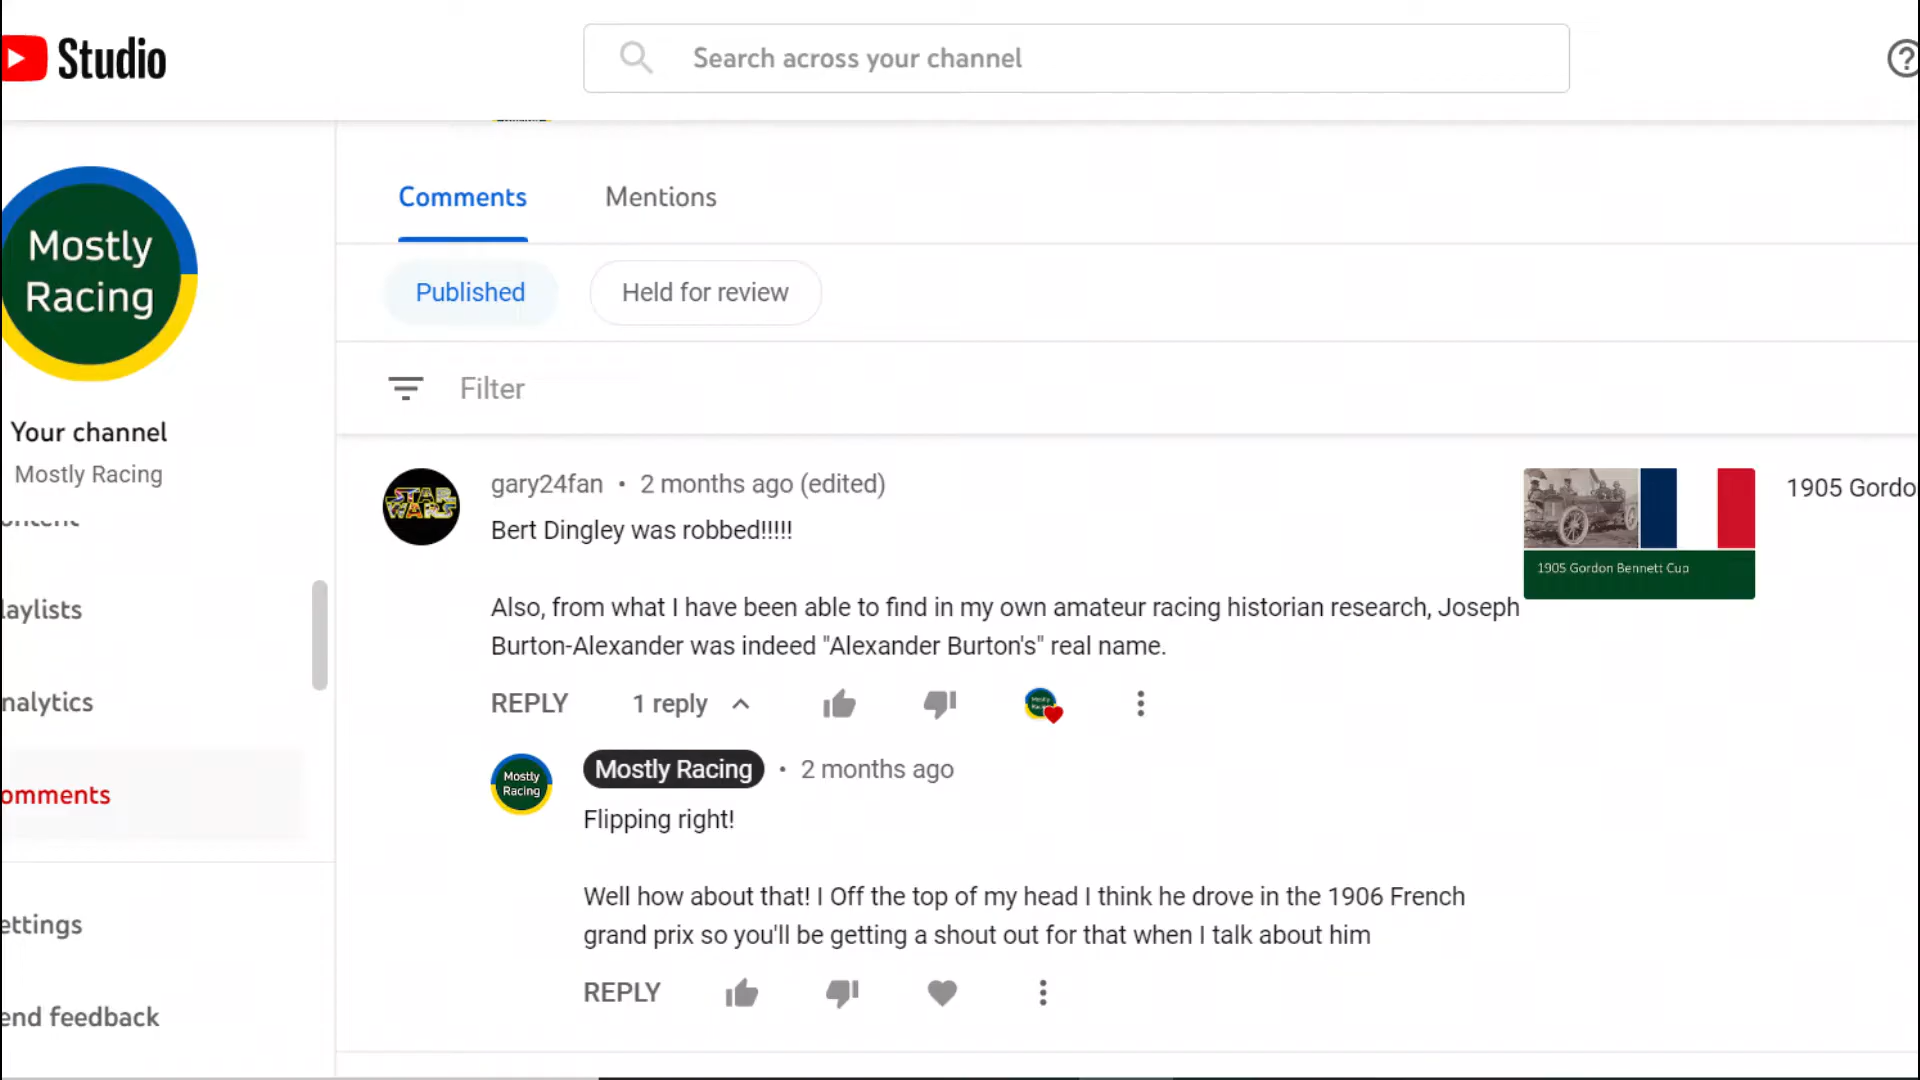 Studio
Search across your channel
?
Mostly
Racing
Your channel
Mostly Racing
laylists
nalytics
omments
ettings
end feedback
Comments Mentions
Published Held for review
Filter
STAR
WARS
gary24fan • 2 months ago (edited)
Bert Dingley was robbed!!!!!
Also, from what I have been able to find in my own amateur racing historian research, Joseph
Burton-Alexander was indeed "Alexander Burton's" real name.
1905 Gordon Bennett Cup
1905 Gordo
REPLY 1 reply
Mostly
Racing
Mostly Racing • 2 months ago
Flipping right!
Well how about that! I Off the top of my head I think he drove in the 1906 French
grand prix so you'll be getting a shout out for that when I talk about him
REPLY